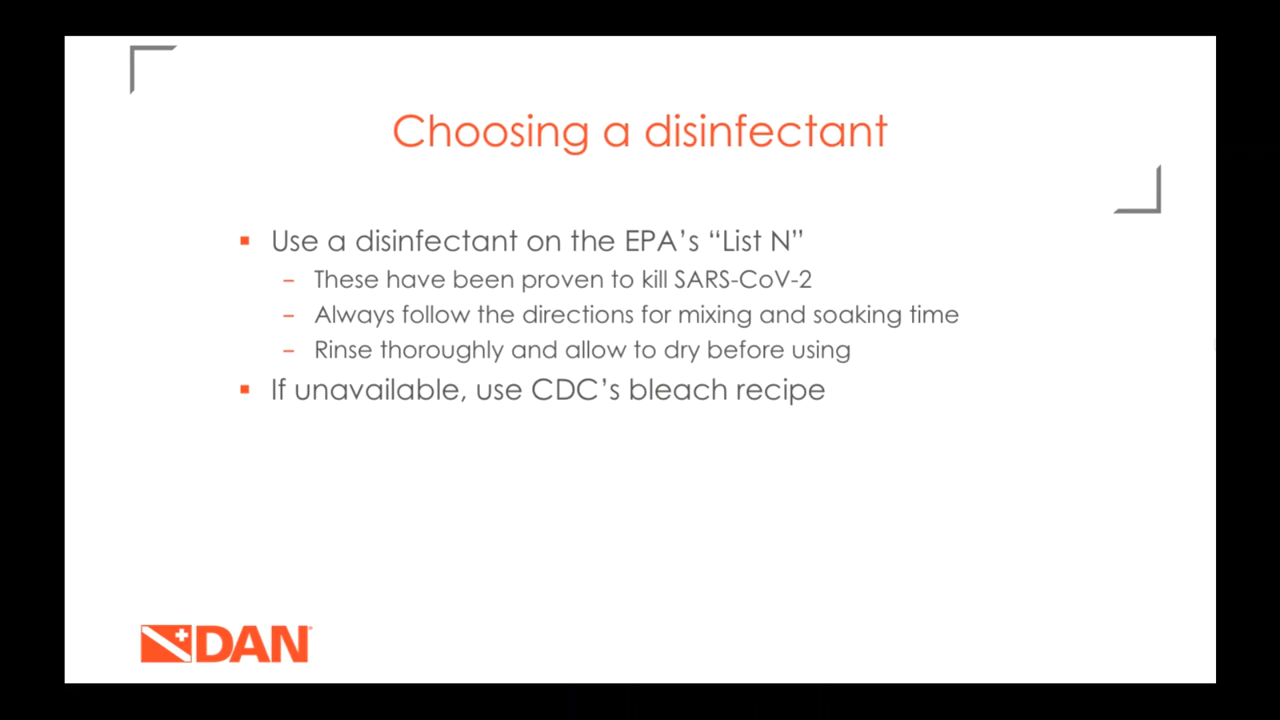 Choosing a disinfectant
▪ Use a disinfectant on the EPA’s “List N”
– These have been proven to kill SARS-CoV-2
– Always follow the directions for mixing and soaking time
– Rinse thoroughly and allow to dry before using
▪ If unavailable, use CDC’s bleach recipe
DAN